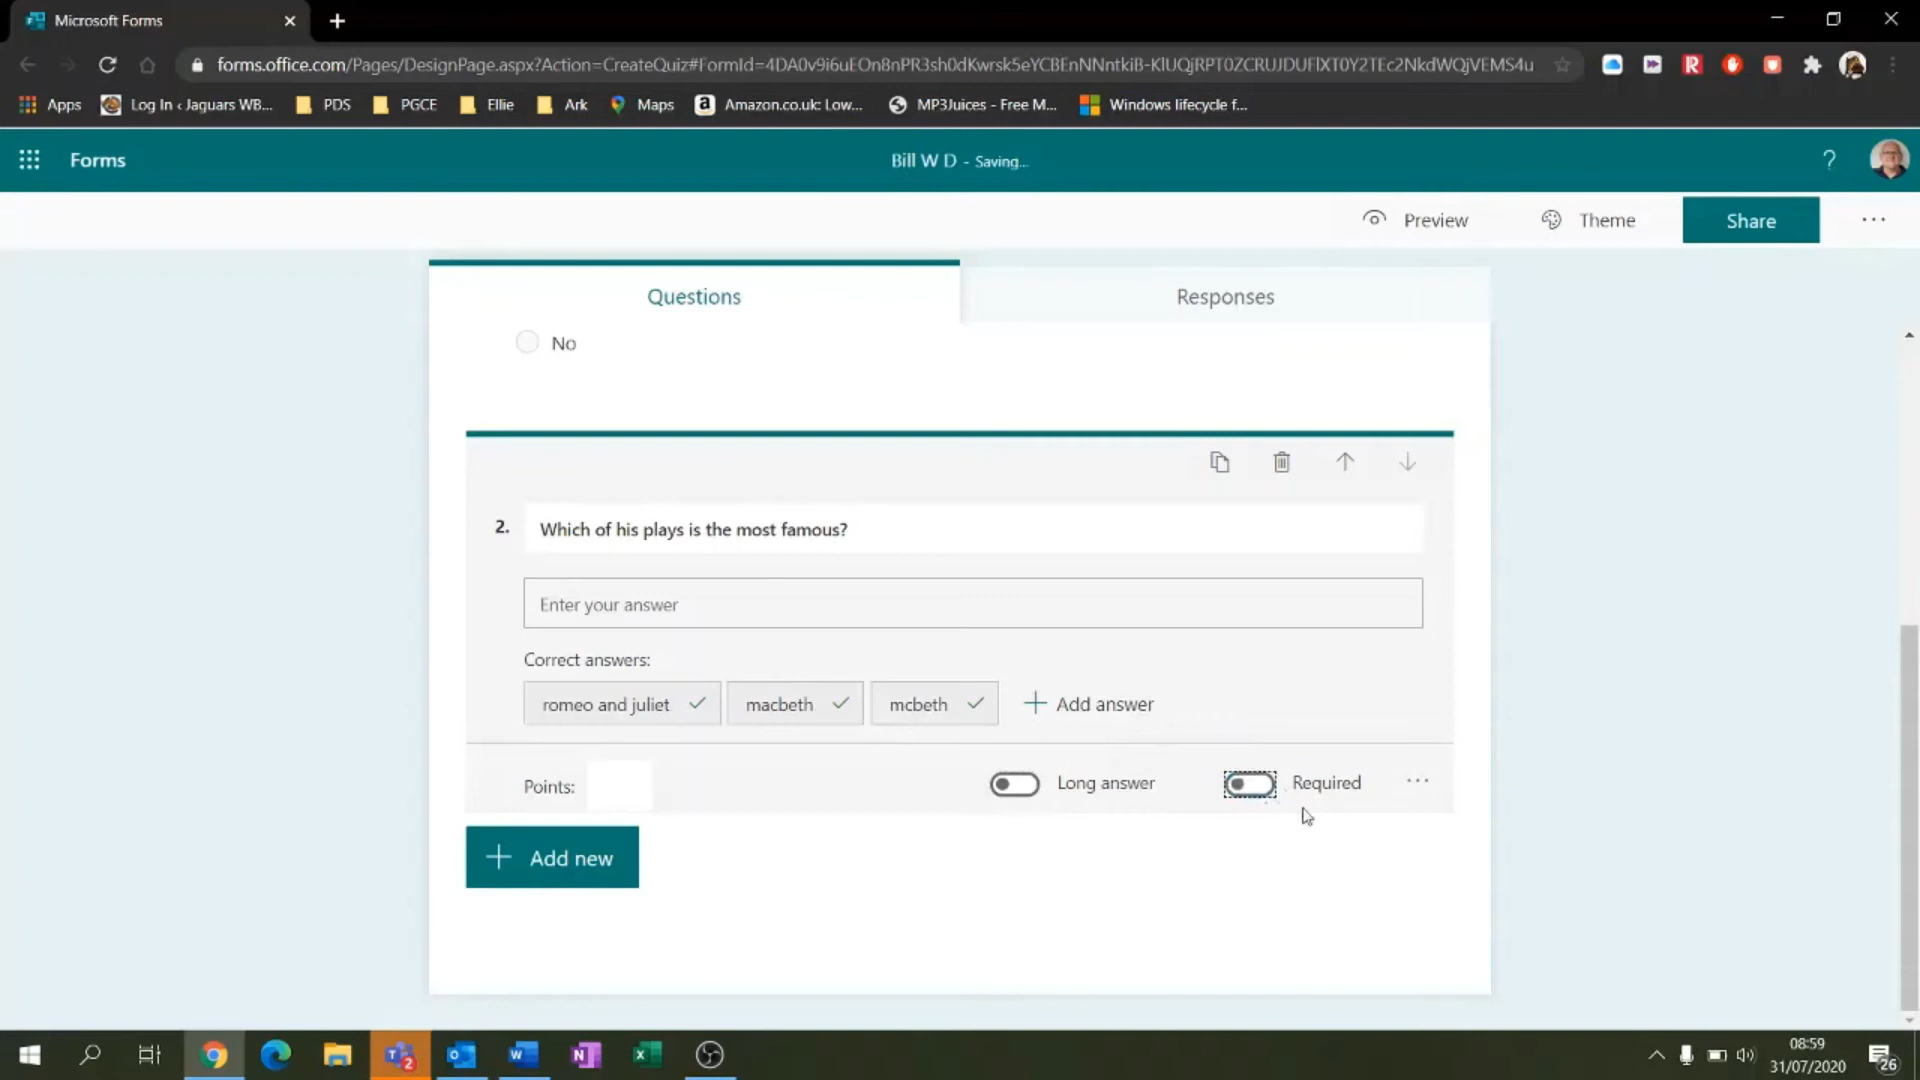 Microsoft Forms
forms.office.com/Pages/DesignPage.aspx?Action=CreateQuiz#FormId=4DA0v9i6uEOn8nPR3sh0dKwrsk5eYCBEnNNntkiB-KlUQjRPT0ZCRUJDUFlXT0Y2TEc2NkdWQjVEMS4u
Apps Log In ‹ Jaguars WB... PDS PGCE Ellie Ark Maps Amazon.co.uk: Low... MP3Juices - Free M... Windows lifecycle f...
Forms Bill W D - Saving... ?
Preview Theme Share ...
Questions Responses
No
2. Which of his plays is the most famous?
Enter your answer
Correct answers:
romeo and juliet macbeth mcbeth + Add answer
Points: Long answer Required ...
+ Add new
08:59
31/07/2020
2
26